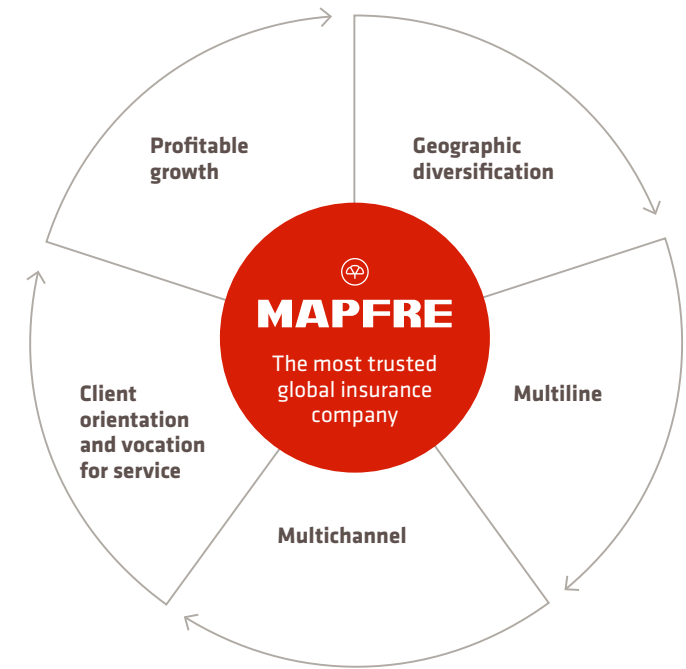 Profitable
growth
Geographic
diversification
MAPFRE
The most trusted
global insurance
company
Client
orientation
and vocation
for service
Multiline
Multichannel